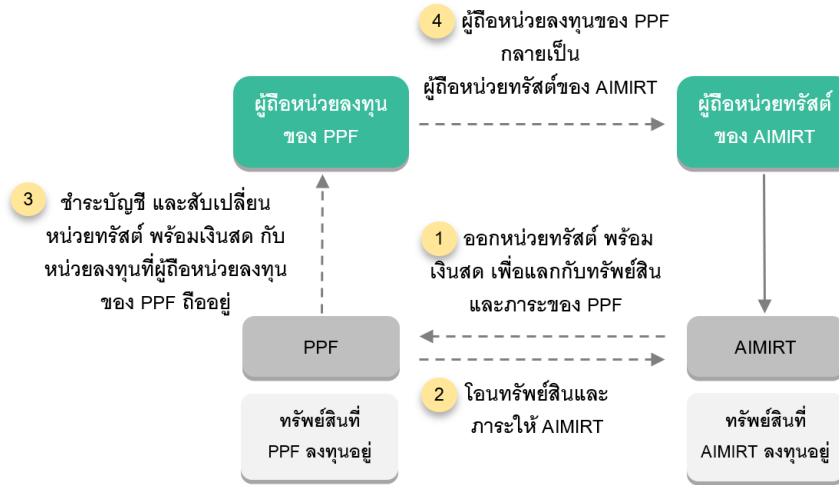 4 ผู้ถือหน่วยลงทุนของ PPF
กลายเป็น
ผู้ถือหน่วยทรัสต์ของ AIMIRT
ผู้ถือหน่วยลงทุน
ของ PPF
ผู้ถือหน่วยทรัสต์
ของ AIMIRT
3 ชำระบัญชี และสับเปลี่ยน
หน่วยทรัสต์ พร้อมเงินสด กับ
หน่วยลงทุนที่ผู้ถือหน่วยลงทุน
ของ PPF ถืออยู่
1 ออกหน่วยทรัสต์ พร้อม
เงินสด เพื่อแลกกับทรัพย์สิน
และภาระของ PPF
PPF
AIMIRT
2 โอนทรัพย์สินและ
ภาระให้ AIMIRT
ทรัพย์สินที่
PPF ลงทุนอยู่
ทรัพย์สินที่
AIMIRT ลงทุนอยู่